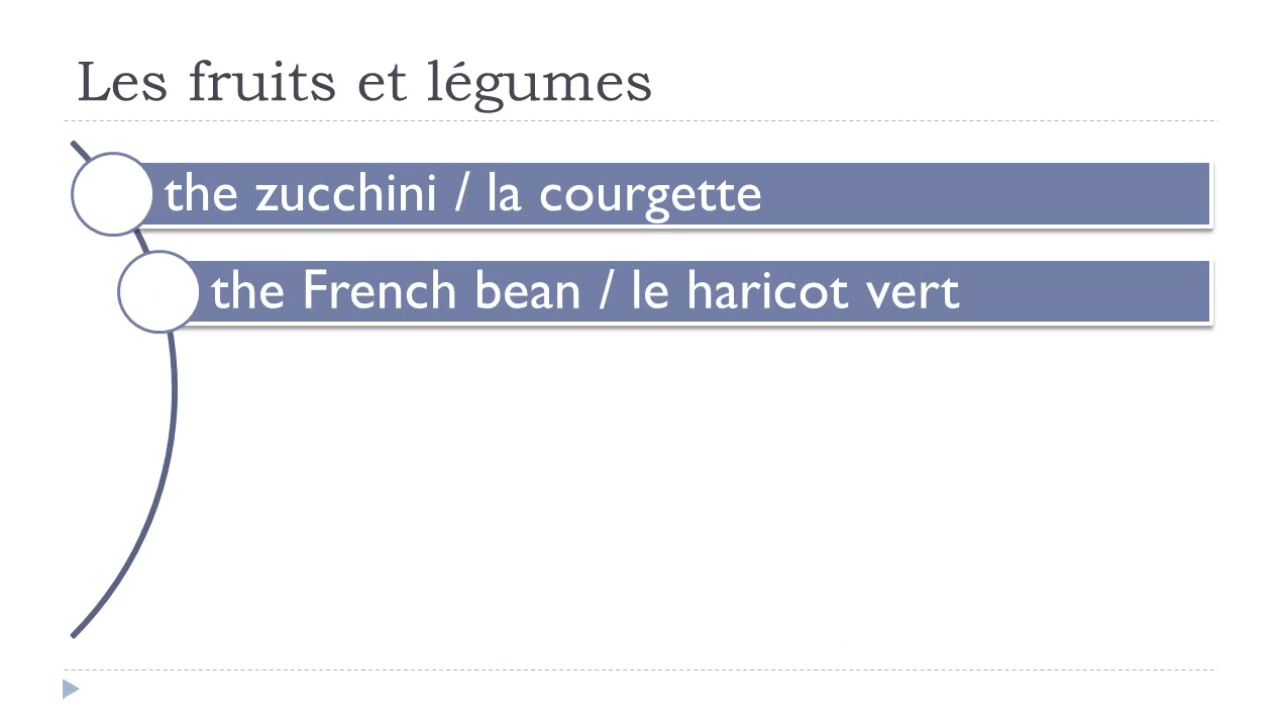 Les fruits et légumes
the zucchini / la courgette
the French bean / le haricot vert